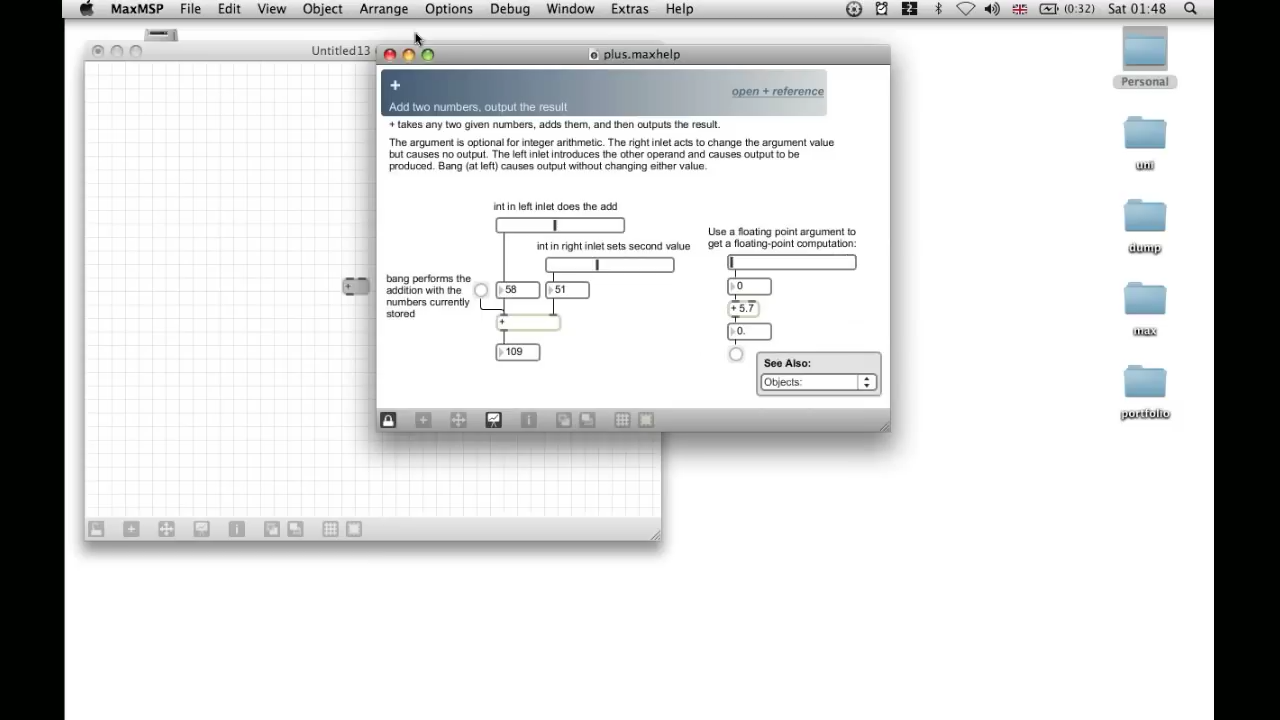 MaxMSP File Edit View Object Arrange Options Debug Window Extras Help (0:32) Sat 01:48
Untitled13
plus.maxhelp
+
open + reference
Add two numbers, output the result
+ takes any two given numbers, adds them, and then outputs the result.
The argument is optional for integer arithmetic. The right inlet acts to change the argument value
but causes no output. The left inlet introduces the other operand and causes output to be
produced. Bang (at left) causes output without changing either value.
int in left inlet does the add
int in right inlet sets second value
bang performs the
addition with the
numbers currently
stored
58
51
+
109
Use a floating point argument to
get a floating-point computation:
0
+ 5.7
0.
See Also:
Objects:
+
Personal
uni
dump
max
portfolio